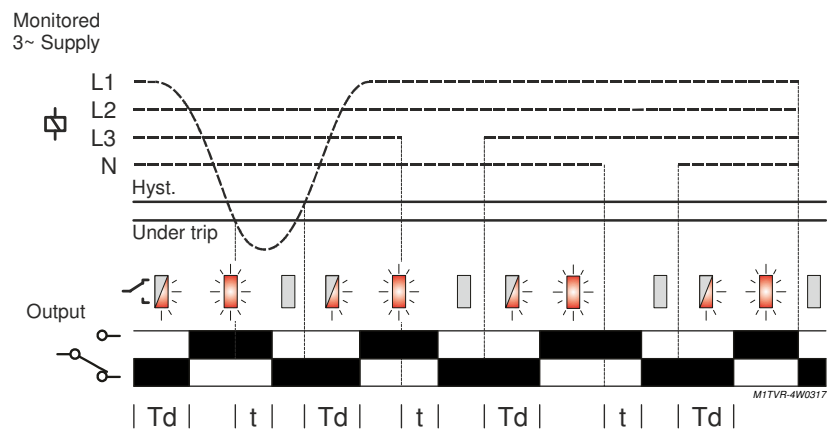 Monitored
3~ Supply
L1
L2
L3
N
Hyst.
Under trip
Output
M1TVR-4W0317
| Td | | t | | Td | | t | | Td | | t | | Td |